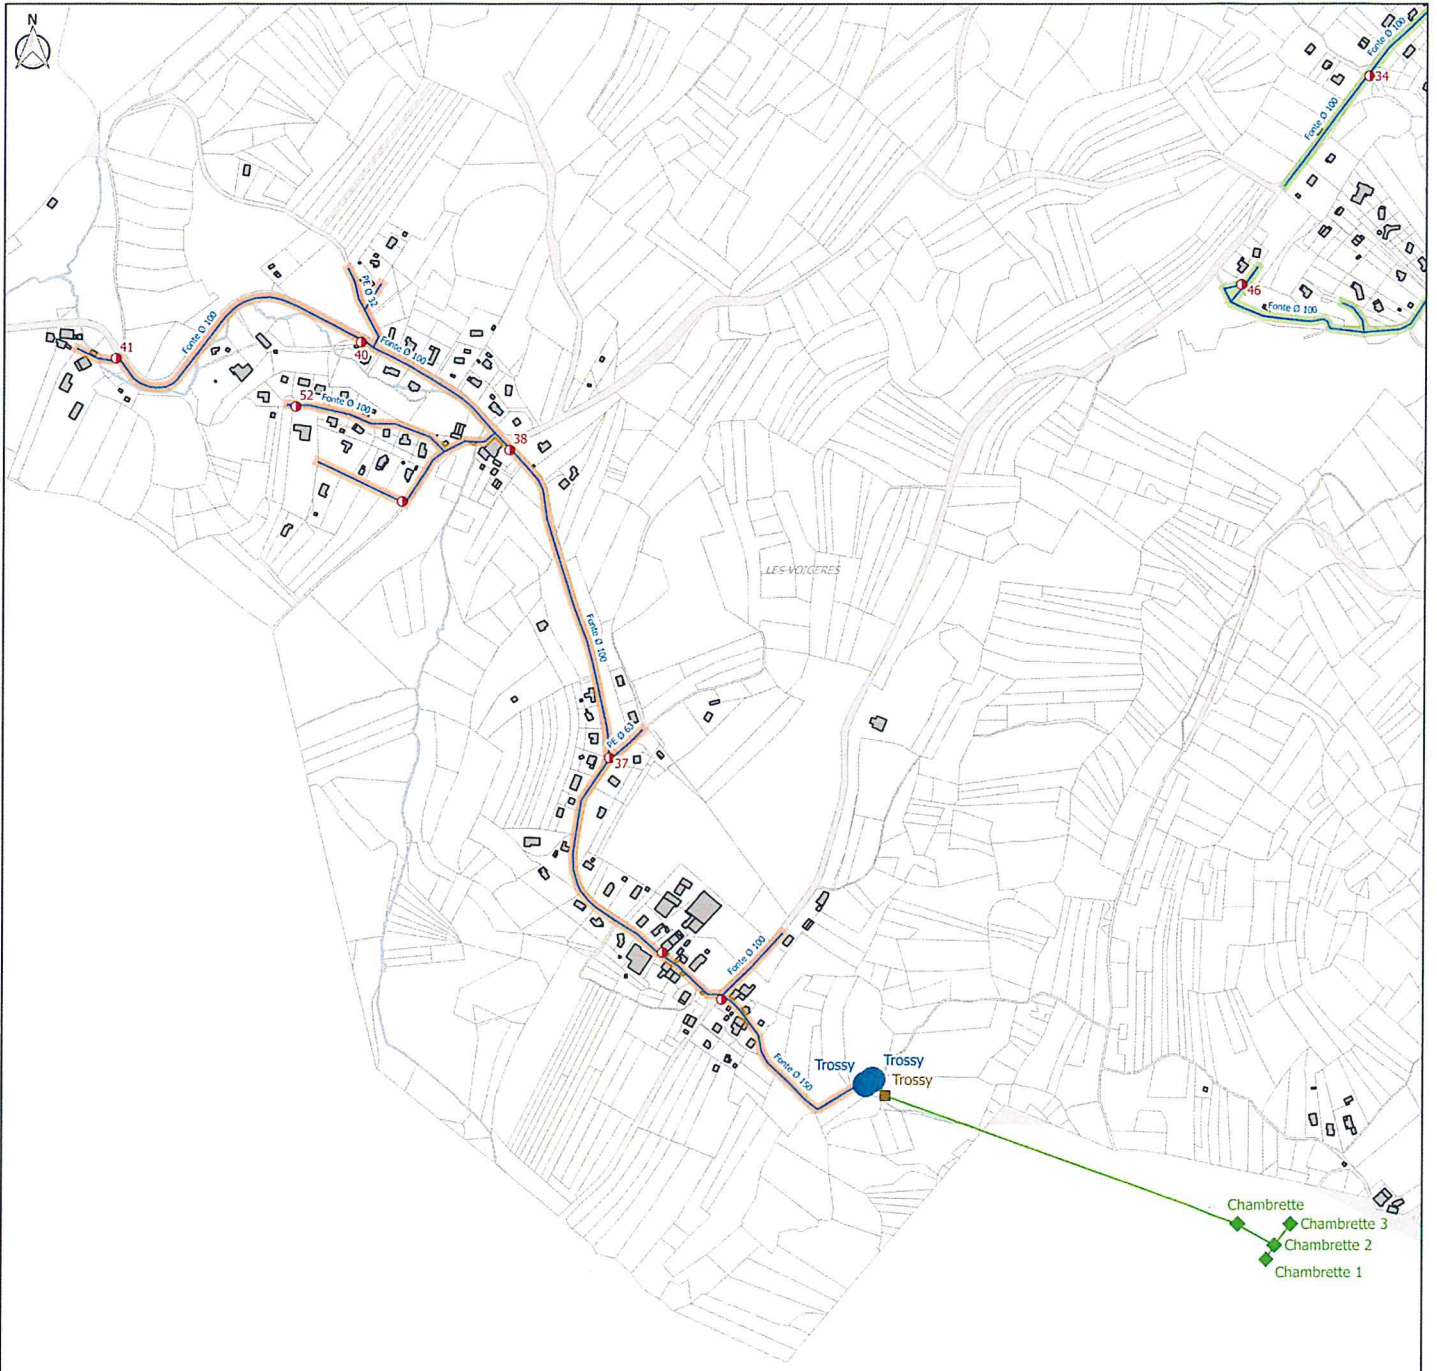 N
Fonte Ø 100
34
Fonte Ø 100
46
Fonte Ø 100
PE Ø 32
Fonte Ø 100
41
40
Fonte Ø 100
52
Fonte Ø 100
38
LES VOIGERES
Fonte Ø 100
PE Ø 63
37
Fonte Ø 100
Fonte Ø 150
Trossy
Trossy
Trossy
Chambrette
Chambrette 3
Chambrette 2
Chambrette 1